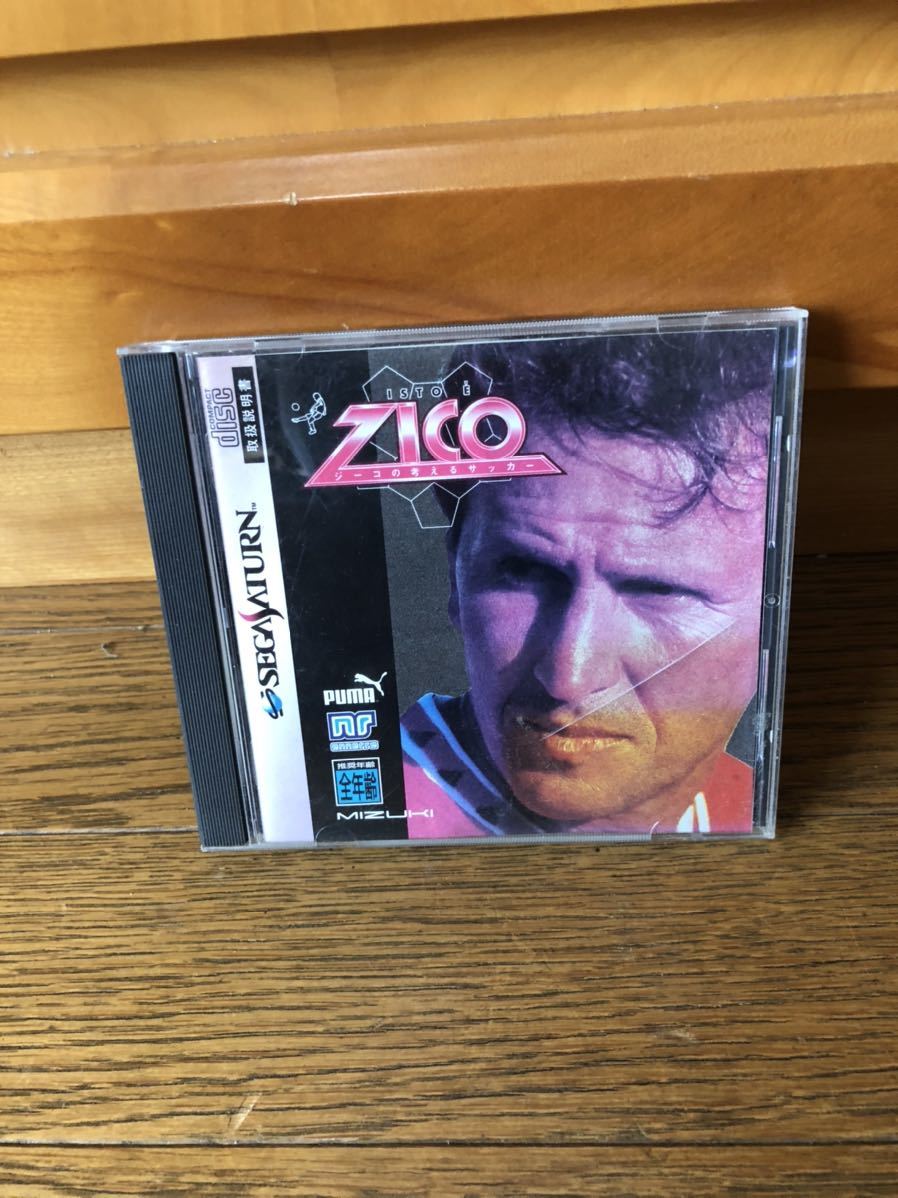 COMPACT
disc
取扱説明書
SEGA SATURN™
ISTO É
ZICO
ジーコの考えるサッカー
PUMA
推奨年齢
全年齢
MIZUKI